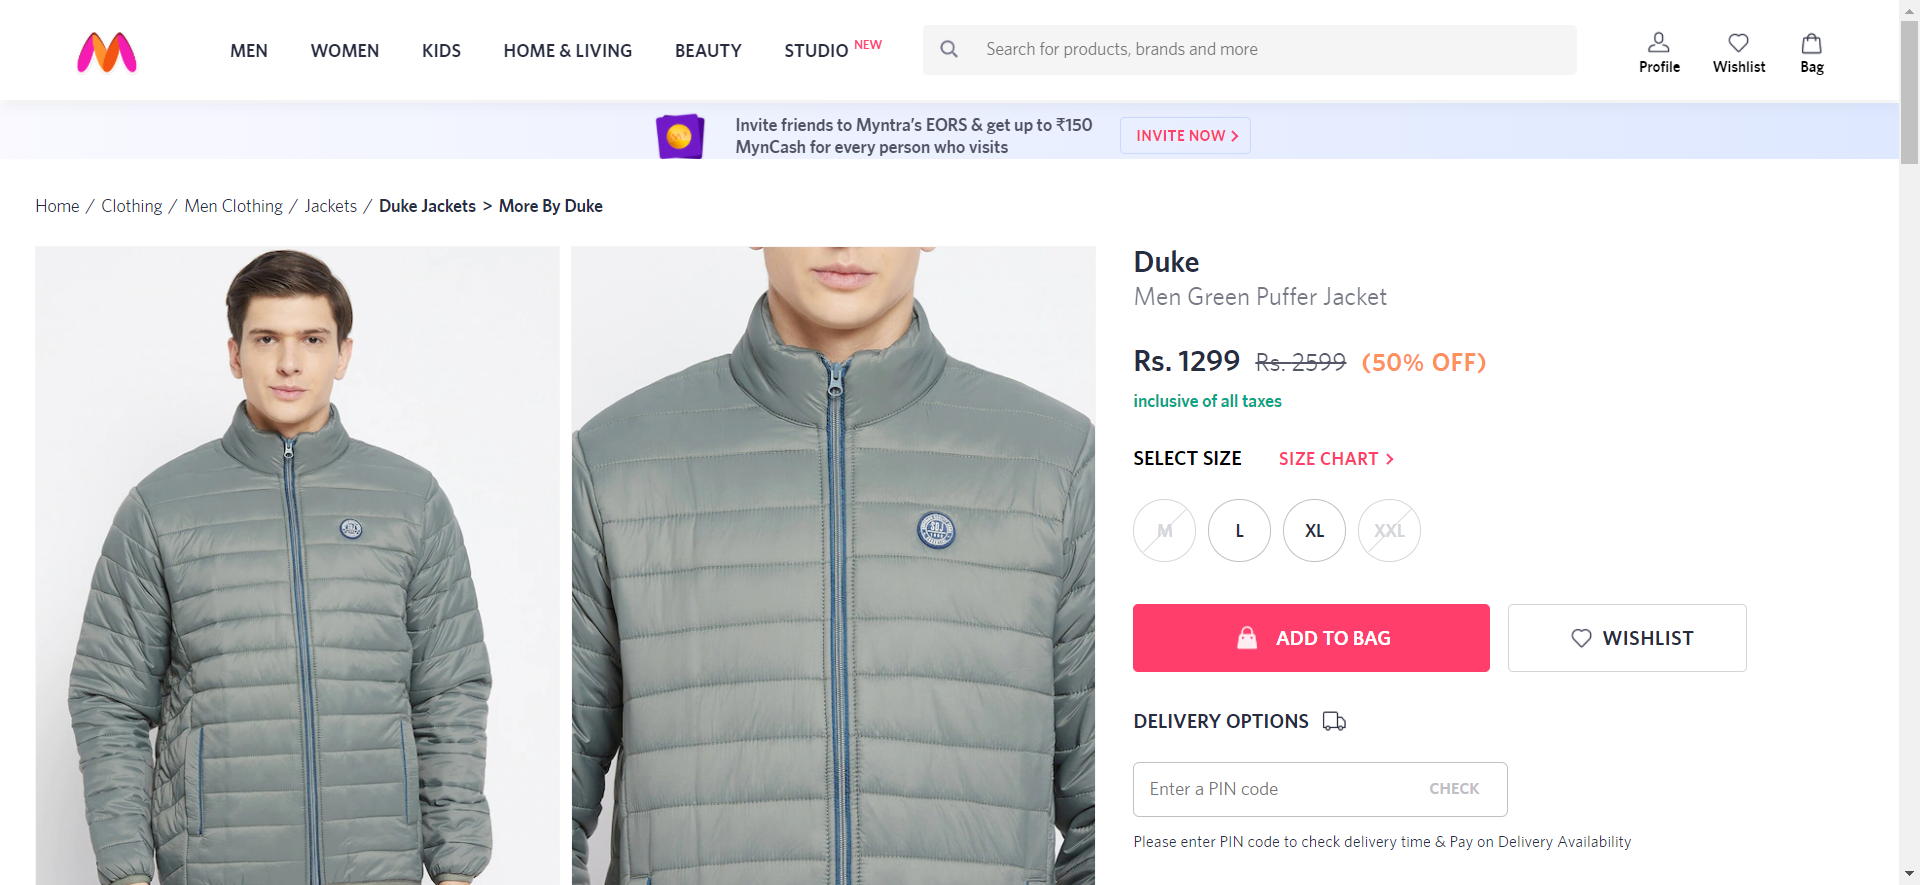 MEN WOMEN KIDS HOME & LIVING BEAUTY STUDIO NEW
Search for products, brands and more
Profile Wishlist Bag
Invite friends to Myntra's EORS & get up to ₹150
MynCash for every person who visits
INVITE NOW >
Home / Clothing / Men Clothing / Jackets / Duke Jackets > More By Duke
Duke
Men Green Puffer Jacket
Rs. 1299 Rs. 2599 (50% OFF)
inclusive of all taxes
SELECT SIZE SIZE CHART >
M L XL XXL
ADD TO BAG WISHLIST
DELIVERY OPTIONS
Enter a PIN code CHECK
Please enter PIN code to check delivery time & Pay on Delivery Availability
SDJ